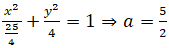 x²/(25/4) + y²/4 = 1 ⇒ a = 5/2